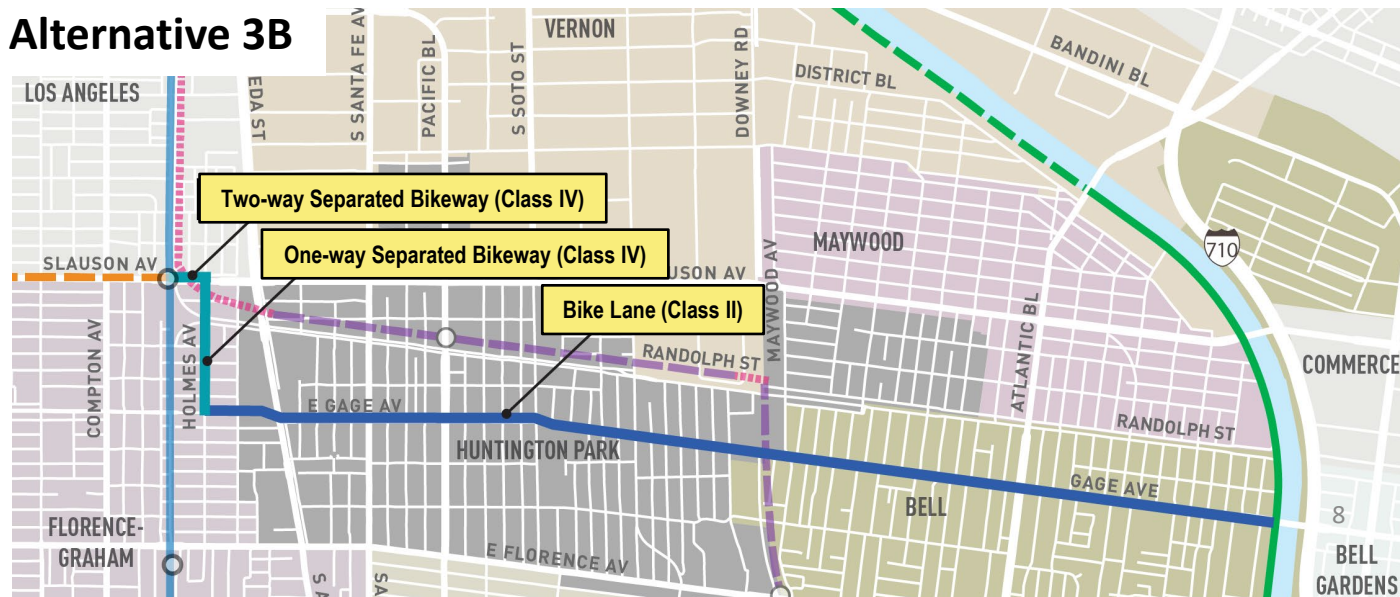 Alternative 3B
LOS ANGELES
EDA ST
S SANTA FE AV
PACIFIC BL
S SOTO ST
VERNON
DOWNEY RD
DISTRICT BL
BANDINI BL
Two-way Separated Bikeway (Class IV)
One-way Separated Bikeway (Class IV)
Bike Lane (Class II)
SLAUSON AV
USON AV
MAYWOOD AV
MAYWOOD
710
COMPTON AV
HOLMES AV
RANDOLPH ST
ATLANTIC BL
COMMERCE
E GAGE AV
HUNTINGTON PARK
RANDOLPH ST
GAGE AVE
BELL
8
FLORENCE-
GRAHAM
E FLORENCE AV
BELL
GARDENS
S A
SA